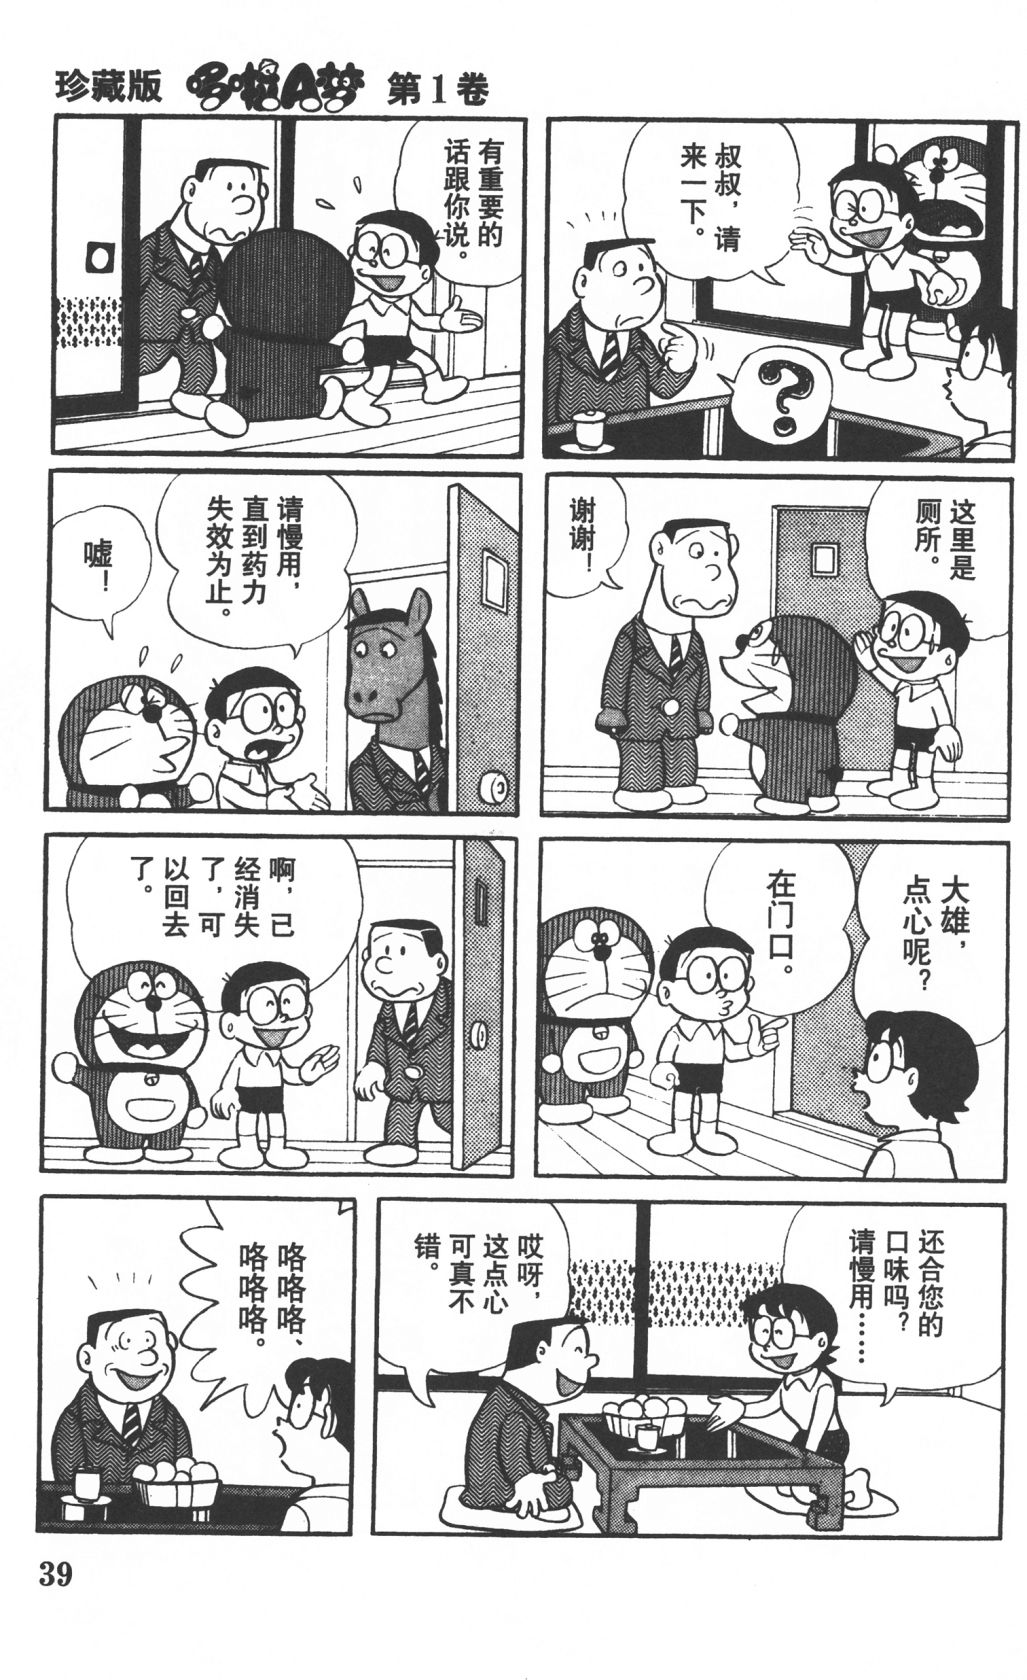 珍藏版 哆啦A梦 第1卷
叔叔，请
来一下。
?
有重要的
话跟你说。
这里是
厕所。
谢谢！
请慢用，
直到药力
失效为止。
嘘！
大雄，
点心呢？
在门口。
啊，已
经消失
了，可
以回去
了。
还合您的
口味吗？
请慢用……
哎呀，
这点心
可真不
错。
咯咯咯、
咯咯咯。
39